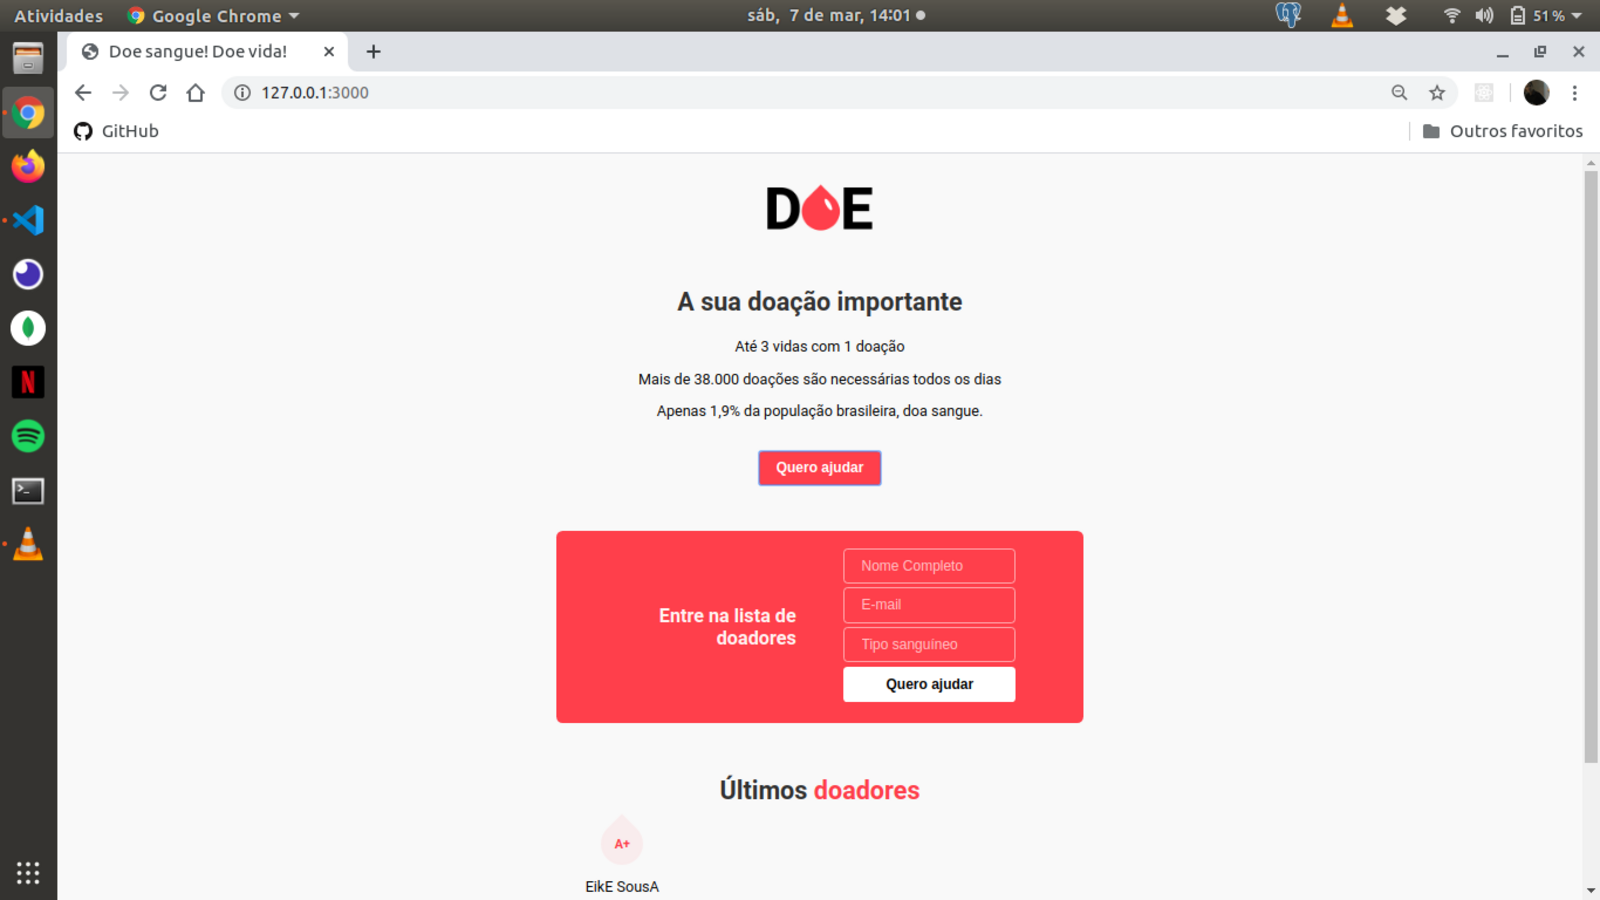 Atividades
Google Chrome
sáb, 7 de mar, 14:01
51 %
Doe sangue! Doe vida!
127.0.0.1:3000
GitHub
Outros favoritos
DOE
A sua doação importante
Até 3 vidas com 1 doação
Mais de 38.000 doações são necessárias todos os dias
Apenas 1,9% da população brasileira, doa sangue.
Quero ajudar
Entre na lista de
doadores
Nome Completo
E-mail
Tipo sanguíneo
Quero ajudar
Últimos doadores
A+
EikE SousA